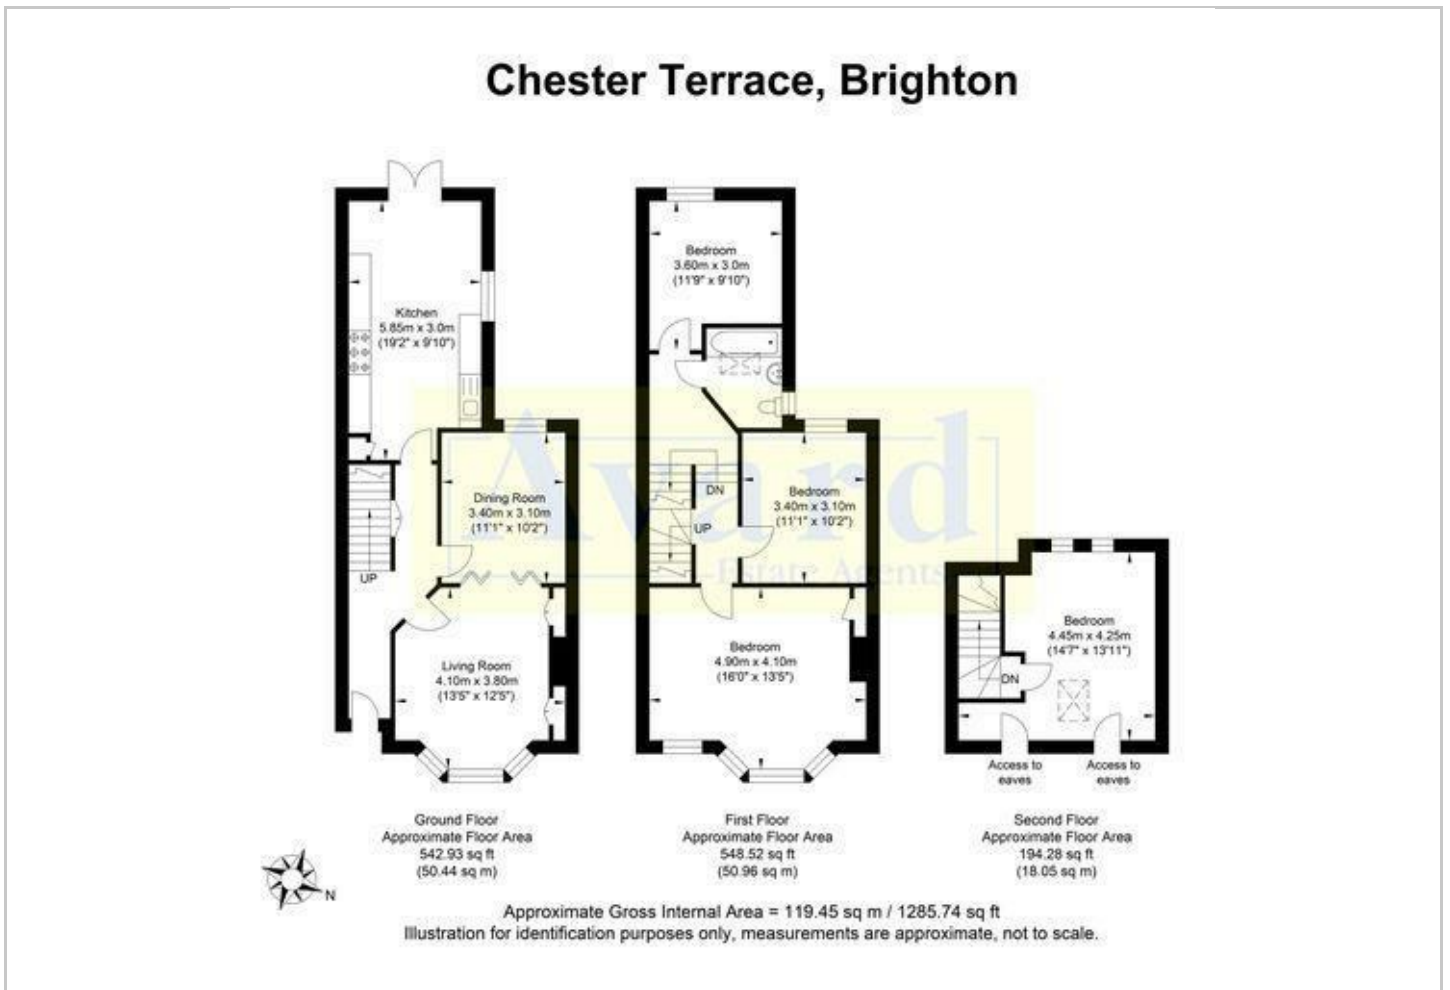 Chester Terrace, Brighton
Kitchen
5.85m x 3.0m
(19'2" x 9'10")
Dining Room
3.40m x 3.10m
(11'1" x 10'2")
UP
Living Room
4.10m x 3.80m
(13'5" x 12'5")
Ground Floor
Approximate Floor Area
542.93 sq ft
(50.44 sq m)
Bedroom
3.60m x 3.0m
(11'9" x 9'10")
DN
UP
Bedroom
3.40m x 3.10m
(11'1" x 10'2")
Bedroom
4.90m x 4.10m
(16'0" x 13'5")
First Floor
Approximate Floor Area
548.52 sq ft
(50.96 sq m)
Bedroom
4.45m x 4.25m
(14'7" x 13'11")
DN
Access to
eaves
Access to
eaves
Second Floor
Approximate Floor Area
194.28 sq ft
(18.05 sq m)
Avard
Estate Agents
N
Approximate Gross Internal Area = 119.45 sq m / 1285.74 sq ft
Illustration for identification purposes only, measurements are approximate, not to scale.